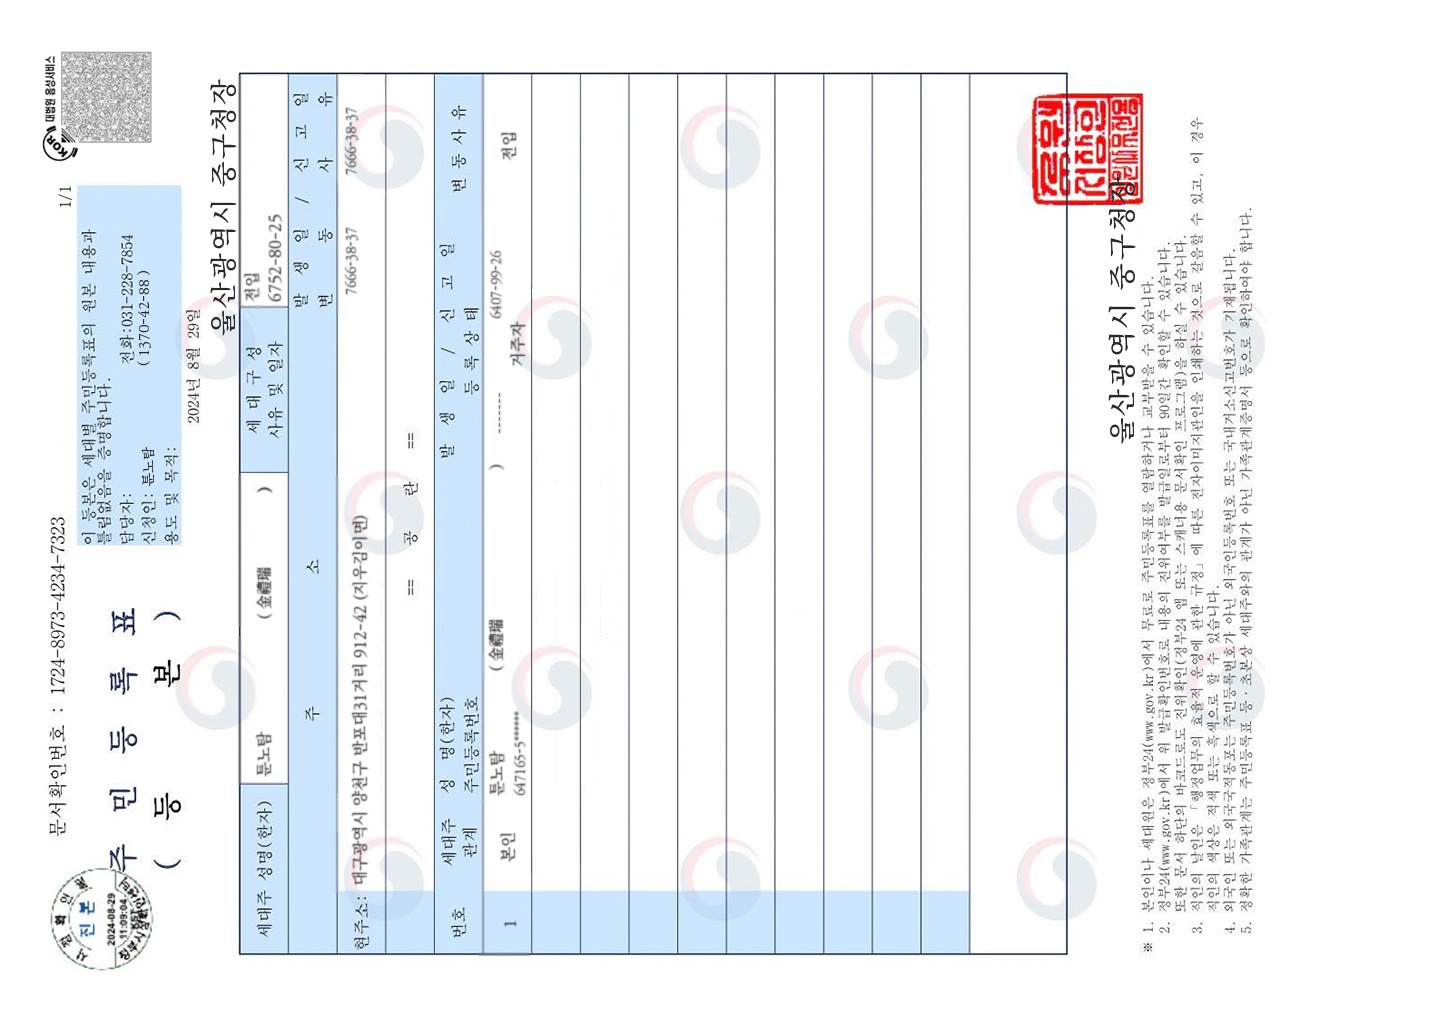 문서확인번호 : 1724-8973-4234-7323
1/1
대법원 음성서비스
주 민 등 록 표
( 등 본 )
이 등본은 세대별 주민등록표의 원본 내용과
틀림없음을 증명합니다.
담당자: 전화:031-228-7854
신청인: 툰노탐 (1370-42-88)
용도 및 목적:
2024년 8월 29일
울산광역시 중구청장
진본
2024-08-29
11:09:04
세대주 성명(한자) 툰노탐 (金禮瑞 )
세 대 구 성
사유 및 일자
전입
6752-80-25
주 소
발 생 일 / 신 고 일
변 동 사 유
현주소: 대구광역시 양천구 반포대31거리 912-42 (지우김이면) 7666-38-37 7666-38-37
== 공 란 ==
번호
세대주
관계
성 명(한자)
주민등록번호
발 생 일 / 신 고 일
등 록 상 태
변 동 사 유
1 본인 툰노탐 (金禮瑞 ) ------- 6407-99-26 전입
647165-5****** 거주자
울산광역시 중구청장
※ 1. 본인이나 세대원은 정부24(www.gov.kr)에서 무료로 주민등록표를 열람하거나 교부받을 수 있습니다.
2. 정부24(www.gov.kr)에서 위 발급확인번호로 내용의 진위여부를 발급일로부터 90일간 확인할 수 있습니다.
또한 문서 하단의 바코드로도 진위확인(정부24 앱 또는 스캐너용 문서확인 프로그램)을 하실 수 있습니다.
3. 직인의 날인은 「행정업무의 효율적 운영에 관한 규정」에 따른 전자이미지관인을 인쇄하는 것으로 갈음할 수 있고, 이 경우
직인의 색상은 적색 또는 흑색으로 할 수 있습니다.
4. 외국인 또는 외국국적동포는 주민등록번호가 아닌 외국인등록번호 또는 국내거소신고번호가 기재됩니다.
5. 정확한 가족관계는 주민등록표 등·초본상 세대주와의 관계가 아닌 가족관계증명서 등으로 확인하여야 합니다.